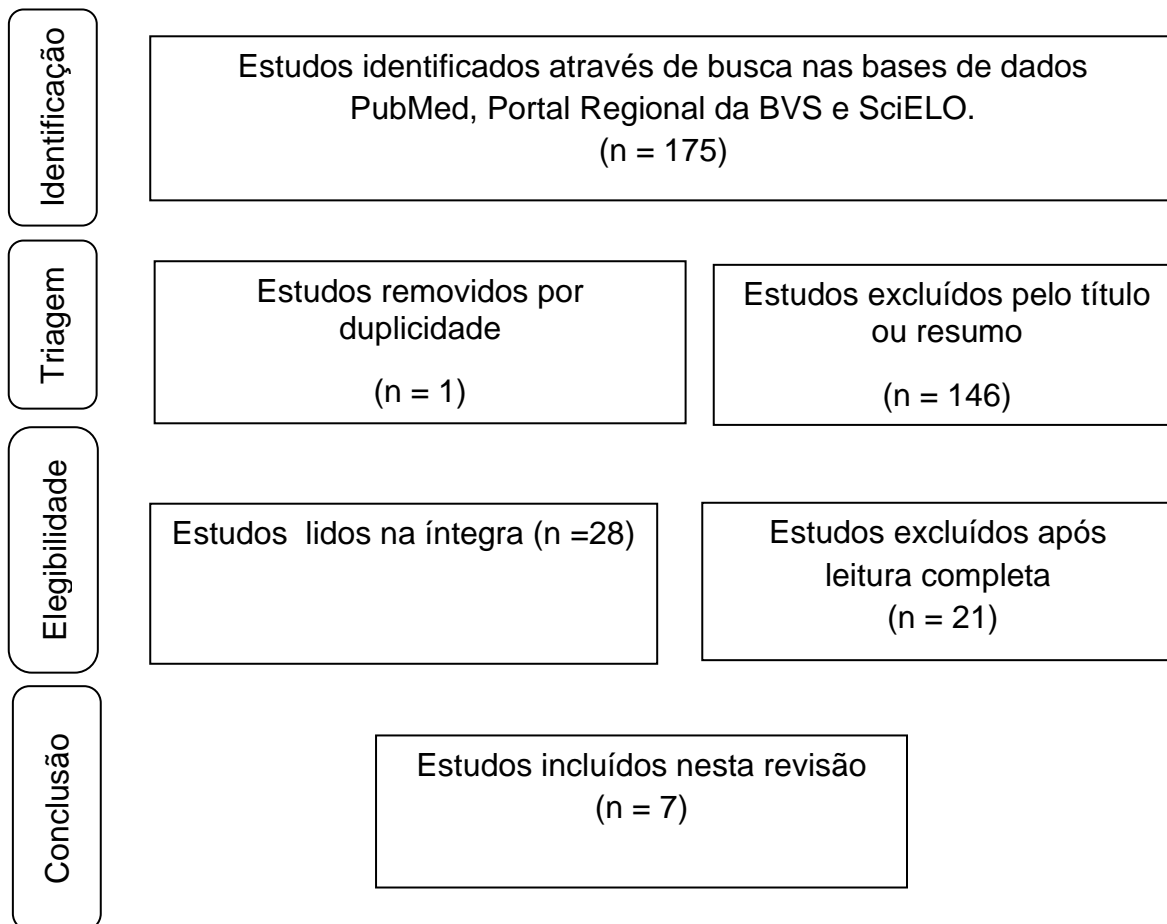 Identificação
Estudos identificados através de busca nas bases de dados
PubMed, Portal Regional da BVS e SciELO.
(n = 175)
Triagem
Estudos removidos por
duplicidade
(n = 1)
Estudos excluídos pelo título
ou resumo
(n = 146)
Elegibilidade
Estudos lidos na íntegra (n =28)
Estudos excluídos após
leitura completa
(n = 21)
Conclusão
Estudos incluídos nesta revisão
(n = 7)